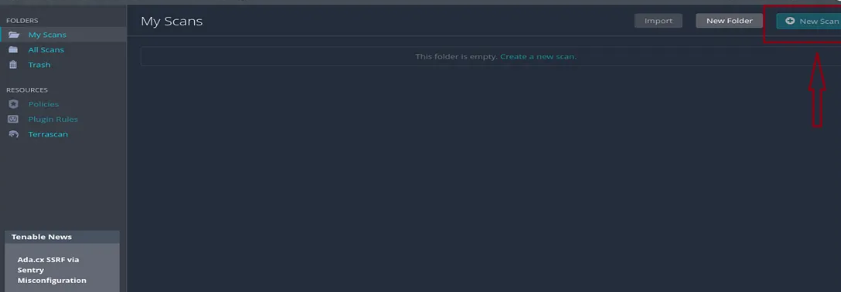 FOLDERS
My Scans
All Scans
Trash
RESOURCES
Policies
Plugin Rules
Terrascan
Tenable News
Ada.cx SSRF via
Sentry
Misconfiguration
My Scans
Import
New Folder
New Scan
This folder is empty. Create a new scan.